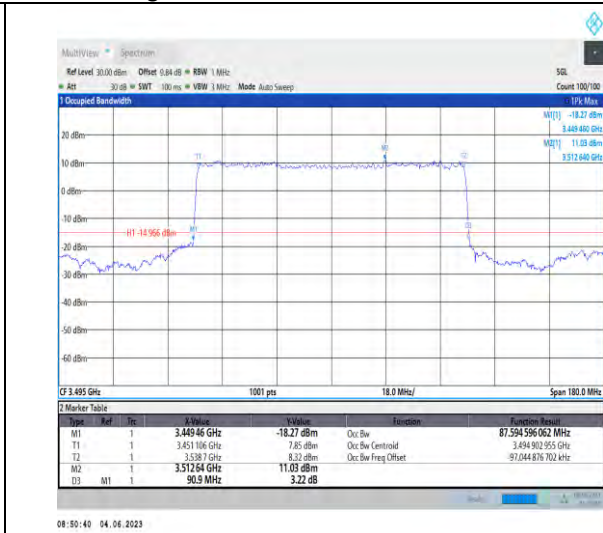 MultiView Spectrum
Ref Level 30.00 dBm Offset 9.84 dB RBW 1 MHz SGL
Att 30 dB SWT 100 ms VBW 3 MHz Mode Auto Sweep Count 100/100
1 Occupied Bandwidth 1Pk Max
M1[1] -18.27 dBm
3.449 460 GHz
M2[1] 11.03 dBm
3.512 640 GHz
20 dBm
M2
T1
10 dBm
0 dBm
-10 dBm
H1 -14.966 dBm
M1
D3
-20 dBm
-30 dBm
-40 dBm
-50 dBm
-60 dBm
CF 3.495 GHz 1001 pts 18.0 MHz/ Span 180.0 MHz
2 Marker Table
Type Ref Trc X-Value Y-Value Function Function Result
M1 1 3.449 46 GHz -18.27 dBm Occ Bw 87.594 596 062 MHz
T1 1 3.451 106 GHz 7.85 dBm Occ Bw Centroid 3.494 902 955 GHz
T2 1 3.538 7 GHz 8.32 dBm Occ Bw Freq Offset -97.044 876 702 kHz
M2 1 3.512 64 GHz 11.03 dBm
D3 M1 1 90.9 MHz 3.22 dB
08:50:40 04.06.2023